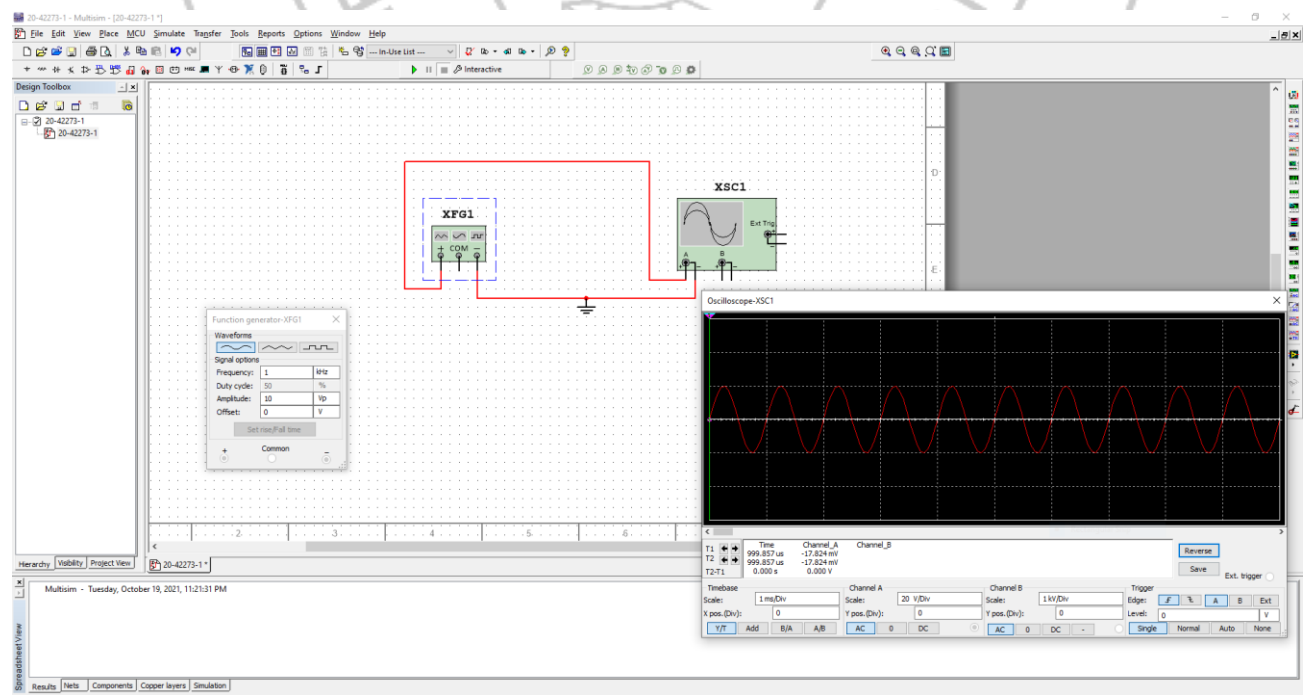 20-42273-1 - Multisim - [20-42273-1 *]
File Edit View Place MCU Simulate Transfer Tools Reports Options Window Help
--- In-Use List ---
Interactive
Design Toolbox
20-42273-1
20-42273-1
Hierarchy Visibility Project View
XFG1
+ COM -
XSC1
Ext Trig
+
-
A B
+ - + -
D
E
2 3 4 5 6
Function generator-XFG1
Waveforms
Signal options
Frequency: 1 kHz
Duty cycle: 50 %
Amplitude: 10 Vp
Offset: 0 V
Set rise/Fall time
+ Common -
Oscilloscope-XSC1
Time Channel_A Channel_B
T1 999.857 us -17.824 mV
T2 999.857 us -17.824 mV
T2-T1 0.000 s 0.000 V
Reverse
Save
Ext. trigger
Timebase
Scale: 1 ms/Div
X pos.(Div): 0
Y/T Add B/A A/B
Channel A
Scale: 20 V/Div
Y pos.(Div): 0
AC 0 DC
Channel B
Scale: 1 kV/Div
Y pos.(Div): 0
AC 0 DC -
Trigger
Edge: A B Ext
Level: 0 V
Single Normal Auto None
20-42273-1 *
Multisim - Tuesday, October 19, 2021, 11:21:31 PM
Spreadsheet View
Results Nets Components Copper layers Simulation